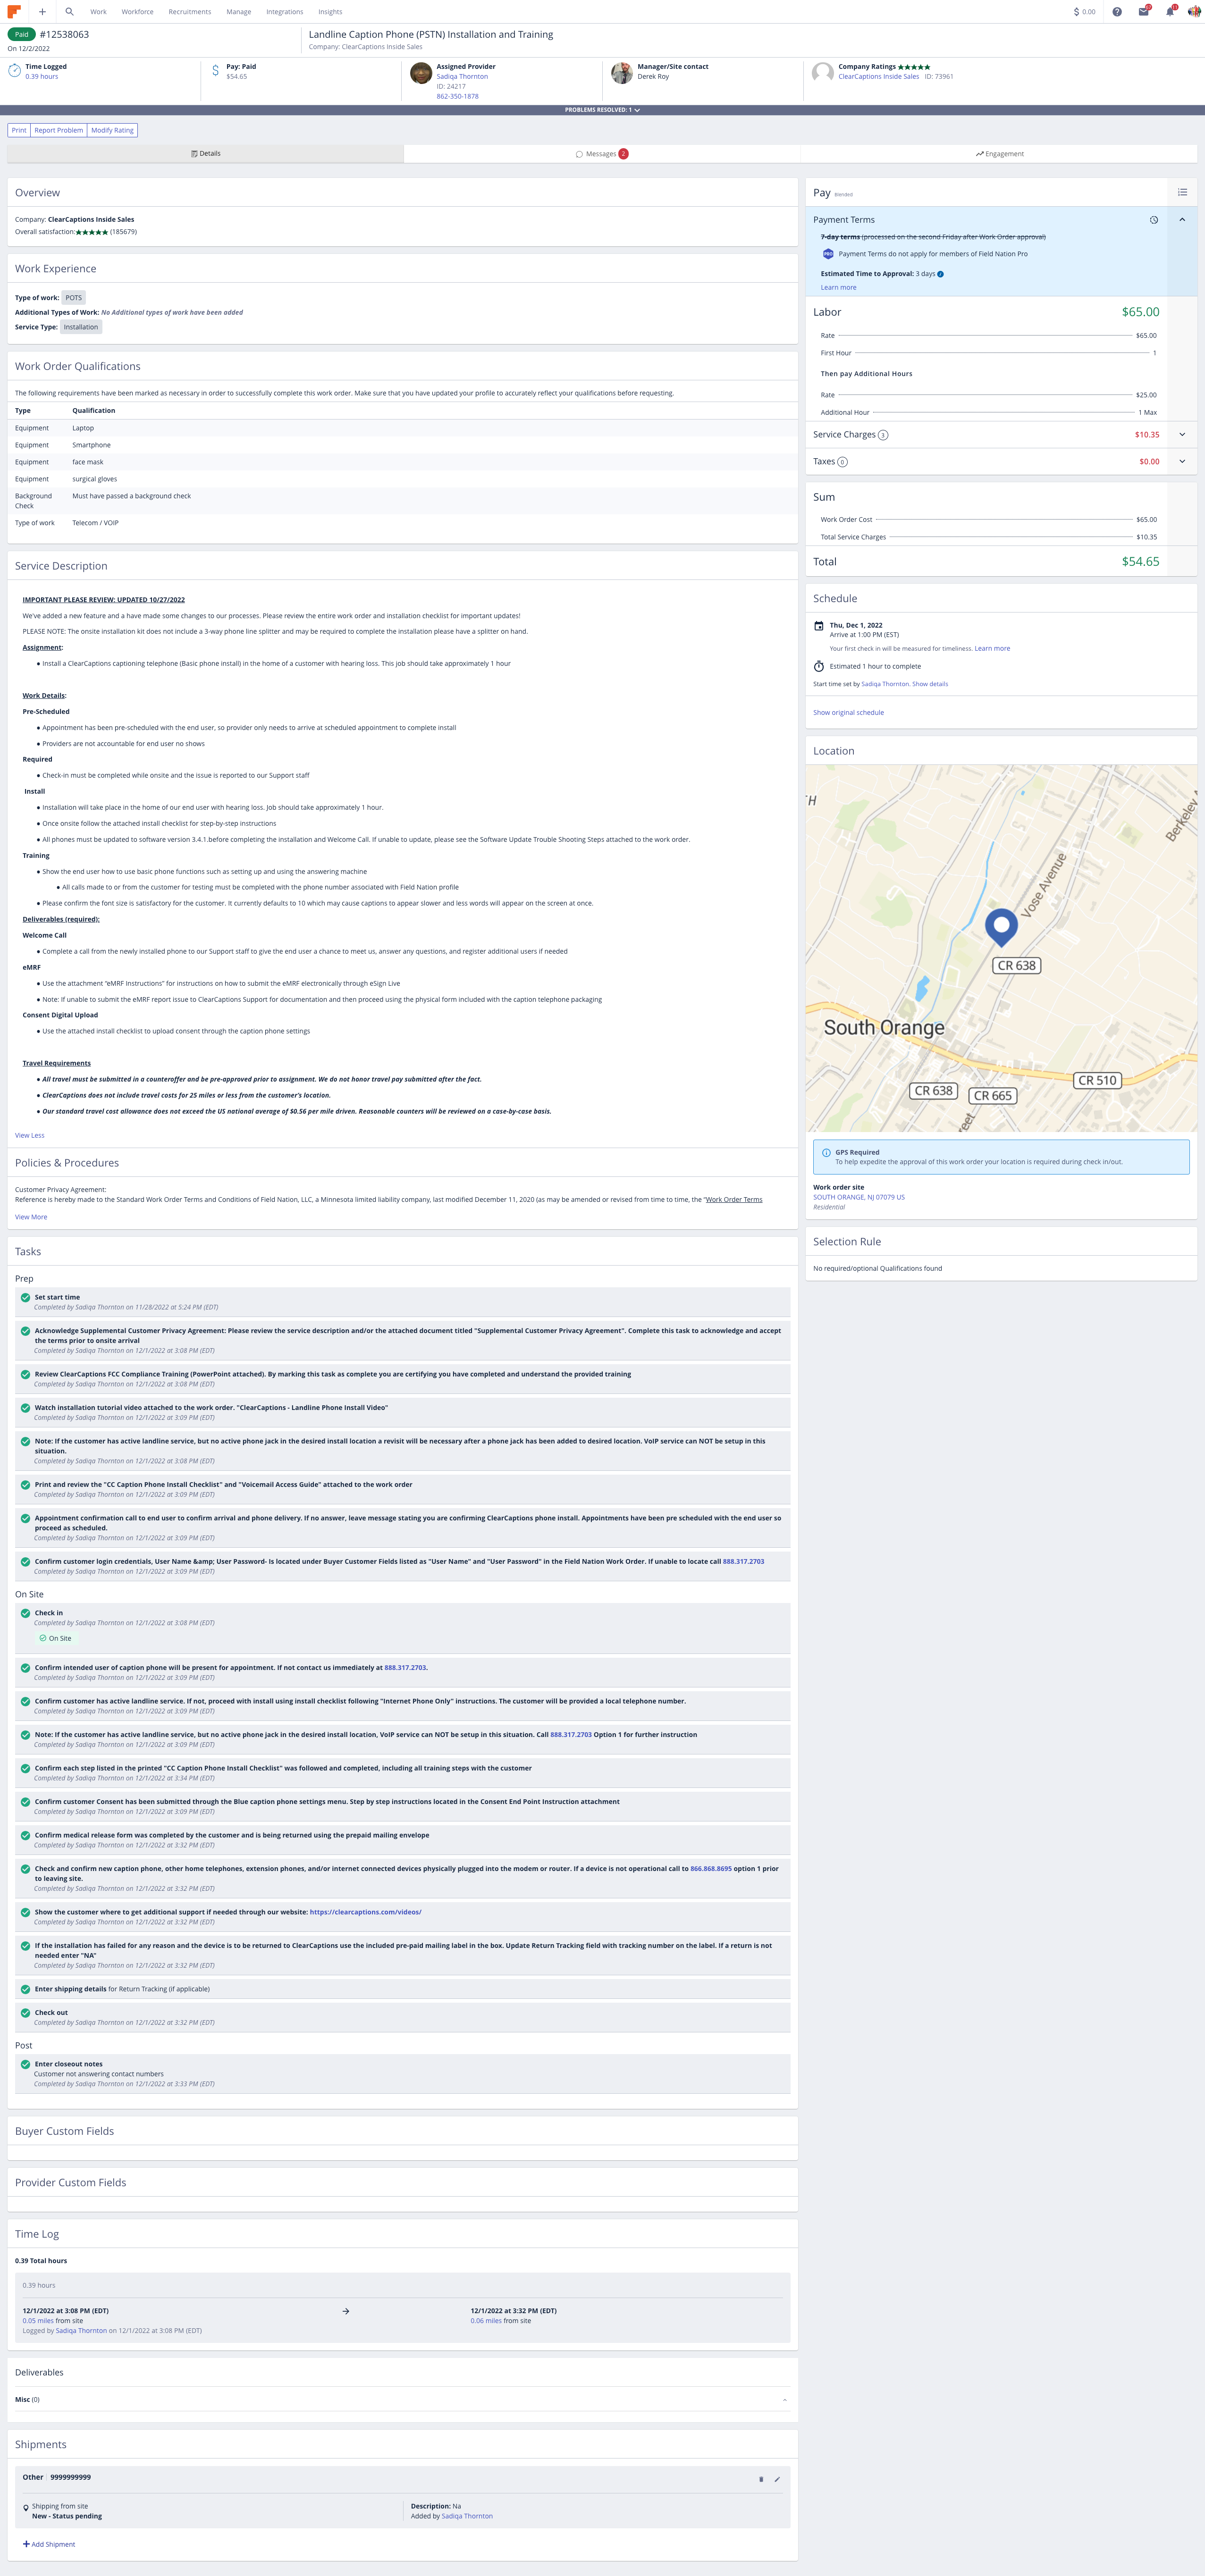 Work Workforce Recruitments Manage Integrations Insights
$ 0.00
Paid #12538063
On 12/2/2022
Landline Caption Phone (PSTN) Installation and Training
Company: ClearCaptions Inside Sales
Time Logged
0.39 hours
Pay: Paid
$54.65
Assigned Provider
Sadiqa Thornton
ID: 24217
862-350-1878
Manager/Site contact
Derek Roy
Company Ratings
ClearCaptions Inside Sales ID: 73961
PROBLEMS RESOLVED: 1
Print Report Problem Modify Rating
Details
Messages 2
Engagement
Overview
Company: ClearCaptions Inside Sales
Overall satisfaction: (185679)
Work Experience
Type of work: POTS
Additional Types of Work: No Additional types of work have been added
Service Type: Installation
Work Order Qualifications
The following requirements have been marked as necessary in order to successfully complete this work order. Make sure that you have updated your profile to accurately reflect your qualifications before requesting.
Type Qualification
Equipment Laptop
Equipment Smartphone
Equipment face mask
Equipment surgical gloves
Background Check Must have passed a background check
Type of work Telecom / VOIP
Service Description
IMPORTANT PLEASE REVIEW: UPDATED 10/27/2022
We've added a new feature and a have made some changes to our processes. Please review the entire work order and installation checklist for important updates!
PLEASE NOTE: The onsite installation kit does not include a 3-way phone line splitter and may be required to complete the installation please have a splitter on hand.
Assignment:
• Install a ClearCaptions captioning telephone (Basic phone install) in the home of a customer with hearing loss. This job should take approximately 1 hour
Work Details:
Pre-Scheduled
• Appointment has been pre-scheduled with the end user, so provider only needs to arrive at scheduled appointment to complete install
• Providers are not accountable for end user no shows
Required
• Check-in must be completed while onsite and the issue is reported to our Support staff
Install
• Installation will take place in the home of our end user with hearing loss. Job should take approximately 1 hour.
• Once onsite follow the attached install checklist for step-by-step instructions
• All phones must be updated to software version 3.4.1.before completing the installation and Welcome Call. If unable to update, please see the Software Update Trouble Shooting Steps attached to the work order.
Training
• Show the end user how to use basic phone functions such as setting up and using the answering machine
• All calls made to or from the customer for testing must be completed with the phone number associated with Field Nation profile
• Please confirm the font size is satisfactory for the customer. It currently defaults to 10 which may cause captions to appear slower and less words will appear on the screen at once.
Deliverables (required):
Welcome Call
• Complete a call from the newly installed phone to our Support staff to give the end user a chance to meet us, answer any questions, and register additional users if needed
eMRF
• Use the attachment "eMRF Instructions" for instructions on how to submit the eMRF electronically through eSign Live
• Note: If unable to submit the eMRF report issue to ClearCaptions Support for documentation and then proceed using the physical form included with the caption telephone packaging
Consent Digital Upload
• Use the attached install checklist to upload consent through the caption phone settings
Travel Requirements
• All travel must be submitted in a counteroffer and be pre-approved prior to assignment. We do not honor travel pay submitted after the fact.
• ClearCaptions does not include travel costs for 25 miles or less from the customer's location.
• Our standard travel cost allowance does not exceed the US national average of $0.56 per mile driven. Reasonable counters will be reviewed on a case-by-case basis.
View Less
Policies & Procedures
Customer Privacy Agreement:
Reference is hereby made to the Standard Work Order Terms and Conditions of Field Nation, LLC, a Minnesota limited liability company, last modified December 11, 2020 (as may be amended or revised from time to time, the "Work Order Terms
View More
Tasks
Prep
Set start time
Completed by Sadiqa Thornton on 11/28/2022 at 5:24 PM (EDT)
Acknowledge Supplemental Customer Privacy Agreement: Please review the service description and/or the attached document titled "Supplemental Customer Privacy Agreement". Complete this task to acknowledge and accept
the terms prior to onsite arrival
Completed by Sadiqa Thornton on 12/1/2022 at 3:08 PM (EDT)
Review ClearCaptions FCC Compliance Training (PowerPoint attached). By marking this task as complete you are certifying you have completed and understand the provided training
Completed by Sadiqa Thornton on 12/1/2022 at 3:08 PM (EDT)
Watch installation tutorial video attached to the work order. "ClearCaptions - Landline Phone Install Video"
Completed by Sadiqa Thornton on 12/1/2022 at 3:09 PM (EDT)
Note: If the customer has active landline service, but no active phone jack in the desired install location a revisit will be necessary after a phone jack has been added to desired location. VoIP service can NOT be setup in this
situation.
Completed by Sadiqa Thornton on 12/1/2022 at 3:08 PM (EDT)
Print and review the "CC Caption Phone Install Checklist" and "Voicemail Access Guide" attached to the work order
Completed by Sadiqa Thornton on 12/1/2022 at 3:09 PM (EDT)
Appointment confirmation call to end user to confirm arrival and phone delivery. If no answer, leave message stating you are confirming ClearCaptions phone install. Appointments have been pre scheduled with the end user so
proceed as scheduled.
Completed by Sadiqa Thornton on 12/1/2022 at 3:09 PM (EDT)
Confirm customer login credentials, User Name &amp; User Password- Is located under Buyer Customer Fields listed as "User Name" and "User Password" in the Field Nation Work Order. If unable to locate call 888.317.2703
Completed by Sadiqa Thornton on 12/1/2022 at 3:09 PM (EDT)
On Site
Check in
Completed by Sadiqa Thornton on 12/1/2022 at 3:08 PM (EDT)
On Site
Confirm intended user of caption phone will be present for appointment. If not contact us immediately at 888.317.2703.
Completed by Sadiqa Thornton on 12/1/2022 at 3:09 PM (EDT)
Confirm customer has active landline service. If not, proceed with install using install checklist following "Internet Phone Only" instructions. The customer will be provided a local telephone number.
Completed by Sadiqa Thornton on 12/1/2022 at 3:09 PM (EDT)
Note: If the customer has active landline service, but no active phone jack in the desired install location, VoIP service can NOT be setup in this situation. Call 888.317.2703 Option 1 for further instruction
Completed by Sadiqa Thornton on 12/1/2022 at 3:09 PM (EDT)
Confirm each step listed in the printed "CC Caption Phone Install Checklist" was followed and completed, including all training steps with the customer
Completed by Sadiqa Thornton on 12/1/2022 at 3:34 PM (EDT)
Confirm customer Consent has been submitted through the Blue caption phone settings menu. Step by step instructions located in the Consent End Point Instruction attachment
Completed by Sadiqa Thornton on 12/1/2022 at 3:09 PM (EDT)
Confirm medical release form was completed by the customer and is being returned using the prepaid mailing envelope
Completed by Sadiqa Thornton on 12/1/2022 at 3:32 PM (EDT)
Check and confirm new caption phone, other home telephones, extension phones, and/or internet connected devices physically plugged into the modem or router. If a device is not operational call to 866.868.8695 option 1 prior
to leaving site.
Completed by Sadiqa Thornton on 12/1/2022 at 3:32 PM (EDT)
Show the customer where to get additional support if needed through our website: https://clearcaptions.com/videos/
Completed by Sadiqa Thornton on 12/1/2022 at 3:32 PM (EDT)
If the installation has failed for any reason and the device is to be returned to ClearCaptions use the included pre-paid mailing label in the box. Update Return Tracking field with tracking number on the label. If a return is not
needed enter "NA"
Completed by Sadiqa Thornton on 12/1/2022 at 3:32 PM (EDT)
Enter shipping details for Return Tracking (if applicable)
Check out
Completed by Sadiqa Thornton on 12/1/2022 at 3:32 PM (EDT)
Post
Enter closeout notes
Customer not answering contact numbers
Completed by Sadiqa Thornton on 12/1/2022 at 3:33 PM (EDT)
Buyer Custom Fields
Provider Custom Fields
Time Log
0.39 Total hours
0.39 hours
12/1/2022 at 3:08 PM (EDT)
0.05 miles from site
Logged by Sadiqa Thornton on 12/1/2022 at 3:08 PM (EDT)
12/1/2022 at 3:32 PM (EDT)
0.06 miles from site
Deliverables
Misc (0)
Shipments
Other 9999999999
Shipping from site
New - Status pending
Description: Na
Added by Sadiqa Thornton
Add Shipment
Pay Blended
Payment Terms
7-day terms (processed on the second Friday after Work Order approval)
PRO Payment Terms do not apply for members of Field Nation Pro
Estimated Time to Approval: 3 days
Learn more
Labor $65.00
Rate $65.00
First Hour 1
Then pay Additional Hours
Rate $25.00
Additional Hour 1 Max
Service Charges 3 $10.35
Taxes 0 $0.00
Sum
Work Order Cost $65.00
Total Service Charges $10.35
Total $54.65
Schedule
Thu, Dec 1, 2022
Arrive at 1:00 PM (EST)
Your first check in will be measured for timeliness. Learn more
Estimated 1 hour to complete
Start time set by Sadiqa Thornton. Show details
Show original schedule
Location
Berkeley A
Vose Avenue
CR 638
South Orange
CR 510
CR 638
CR 665
reet
GPS Required
To help expedite the approval of this work order your location is required during check in/out.
Work order site
SOUTH ORANGE, NJ 07079 US
Residential
Selection Rule
No required/optional Qualifications found